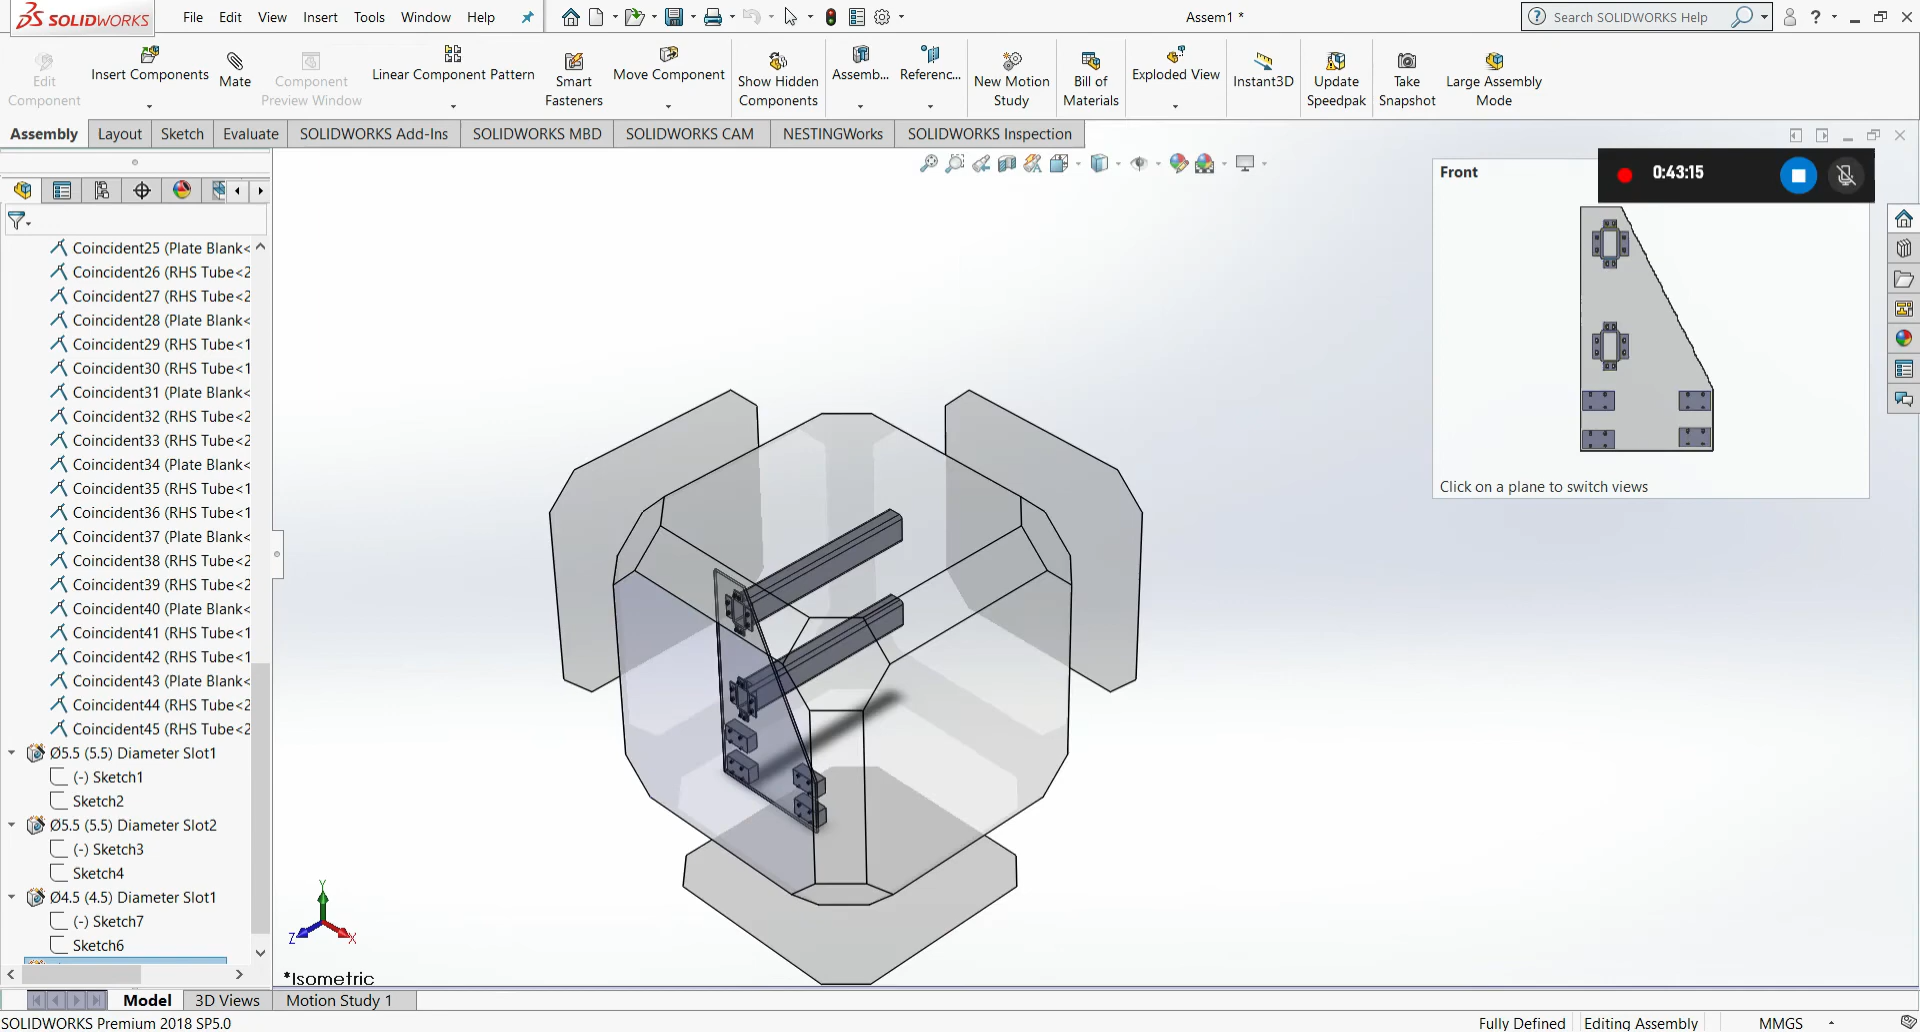 SOLIDWORKS
File Edit View Insert Tools Window Help
Assem1 *
Search SOLIDWORKS Help
Edit Component
Insert Components
Mate
Component Preview Window
Linear Component Pattern
Smart Fasteners
Move Component
Show Hidden Components
Assemb...
Referenc...
New Motion Study
Bill of Materials
Exploded View
Instant3D
Update Speedpak
Take Snapshot
Large Assembly Mode
Assembly Layout Sketch Evaluate SOLIDWORKS Add-Ins SOLIDWORKS MBD SOLIDWORKS CAM NESTINGWorks SOLIDWORKS Inspection
Front
0:43:15
Click on a plane to switch views
Coincident25 (Plate Blank<
Coincident26 (RHS Tube<2
Coincident27 (RHS Tube<2
Coincident28 (Plate Blank<
Coincident29 (RHS Tube<1
Coincident30 (RHS Tube<1
Coincident31 (Plate Blank<
Coincident32 (RHS Tube<2
Coincident33 (RHS Tube<2
Coincident34 (Plate Blank<
Coincident35 (RHS Tube<1
Coincident36 (RHS Tube<1
Coincident37 (Plate Blank<
Coincident38 (RHS Tube<2
Coincident39 (RHS Tube<2
Coincident40 (Plate Blank<
Coincident41 (RHS Tube<1
Coincident42 (RHS Tube<1
Coincident43 (Plate Blank<
Coincident44 (RHS Tube<2
Coincident45 (RHS Tube<2
Ø5.5 (5.5) Diameter Slot1
(-) Sketch1
Sketch2
Ø5.5 (5.5) Diameter Slot2
(-) Sketch3
Sketch4
Ø4.5 (4.5) Diameter Slot1
(-) Sketch7
Sketch6
Y
Z
X
*Isometric
Model 3D Views Motion Study 1
SOLIDWORKS Premium 2018 SP5.0
Fully Defined Editing Assembly MMGS